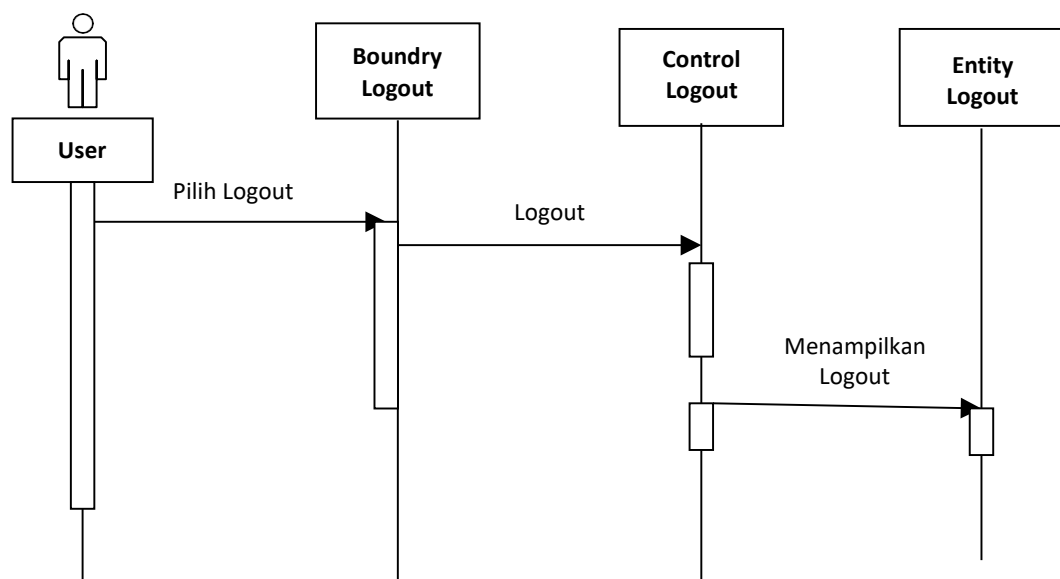 Boundry
Logout
Control
Logout
Entity
Logout
User
Pilih Logout
Logout
Menampilkan
Logout